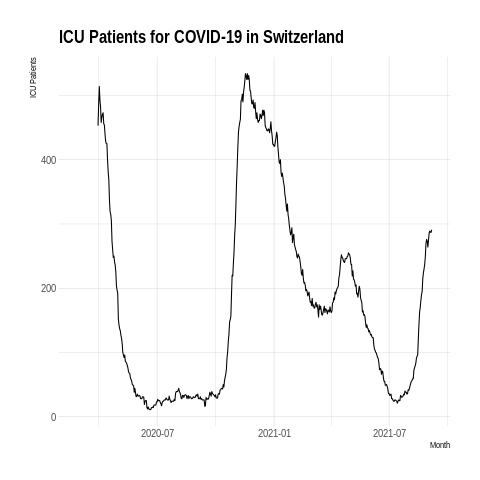 ICU Patients for COVID-19 in Switzerland
ICU Patients
400
200
0
2020-07
2021-01
2021-07
Month